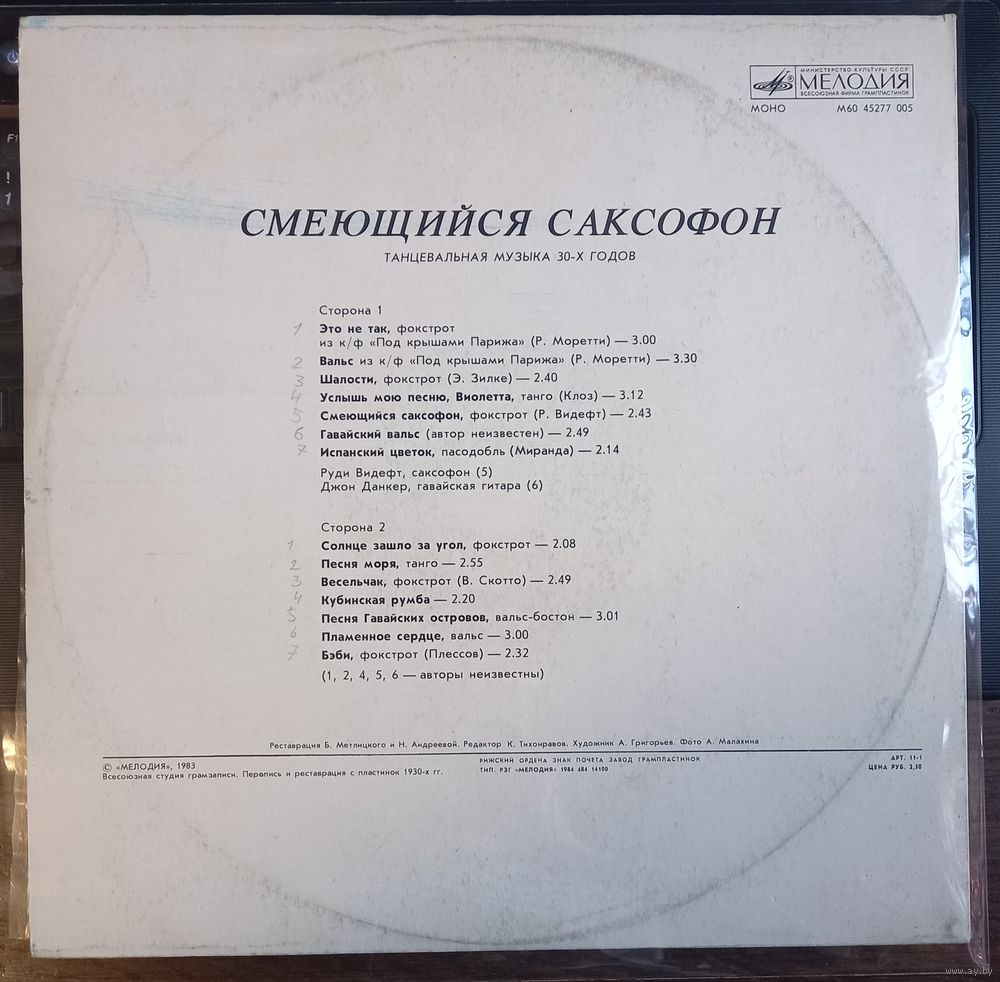 МИНИСТЕРСТВО КУЛЬТУРЫ СССР
МЕЛОДИЯ
ВСЕСОЮЗНАЯ ФИРМА ГРАМПЛАСТИНОК
МОНО М60 45277 005
СМЕЮЩИЙСЯ САКСОФОН
ТАНЦЕВАЛЬНАЯ МУЗЫКА 30-Х ГОДОВ
Сторона 1
1 Это не так, фокстрот
из к/ф «Под крышами Парижа» (Р. Моретти) — 3.00
2 Вальс из к/ф «Под крышами Парижа» (Р. Моретти) — 3.30
3 Шалости, фокстрот (Э. Зилке) — 2.40
4 Услышь мою песню, Виолетта, танго (Клоз) — 3.12
5 Смеющийся саксофон, фокстрот (Р. Видефт) — 2.43
6 Гавайский вальс (автор неизвестен) — 2.49
7 Испанский цветок, пасодобль (Миранда) — 2.14
Руди Видефт, саксофон (5)
Джон Данкер, гавайская гитара (6)
Сторона 2
1 Солнце зашло за угол, фокстрот — 2.08
2 Песня моря, танго — 2.55
3 Весельчак, фокстрот (В. Скотто) — 2.49
4 Кубинская румба — 2.20
5 Песня Гавайских островов, вальс-бостон — 3.01
6 Пламенное сердце, вальс — 3.00
7 Бэби, фокстрот (Плессов) — 2.32
(1, 2, 4, 5, 6 — авторы неизвестны)
Реставрация Б. Метлицкого и Н. Андреевой. Редактор К. Тихонравов. Художник А. Григорьев. Фото А. Малахина
© «МЕЛОДИЯ», 1983
Всесоюзная студия грамзаписи. Перепись и реставрация с пластинок 1930-х гг.
РИЖСКИЙ ОРДЕНА ЗНАК ПОЧЕТА ЗАВОД ГРАМПЛАСТИНОК
ТИП. РЗГ «МЕЛОДИЯ» 1984 484 14100
АРТ. 11-1
ЦЕНА РУБ. 2,50
F1
!
1
www.ay.by